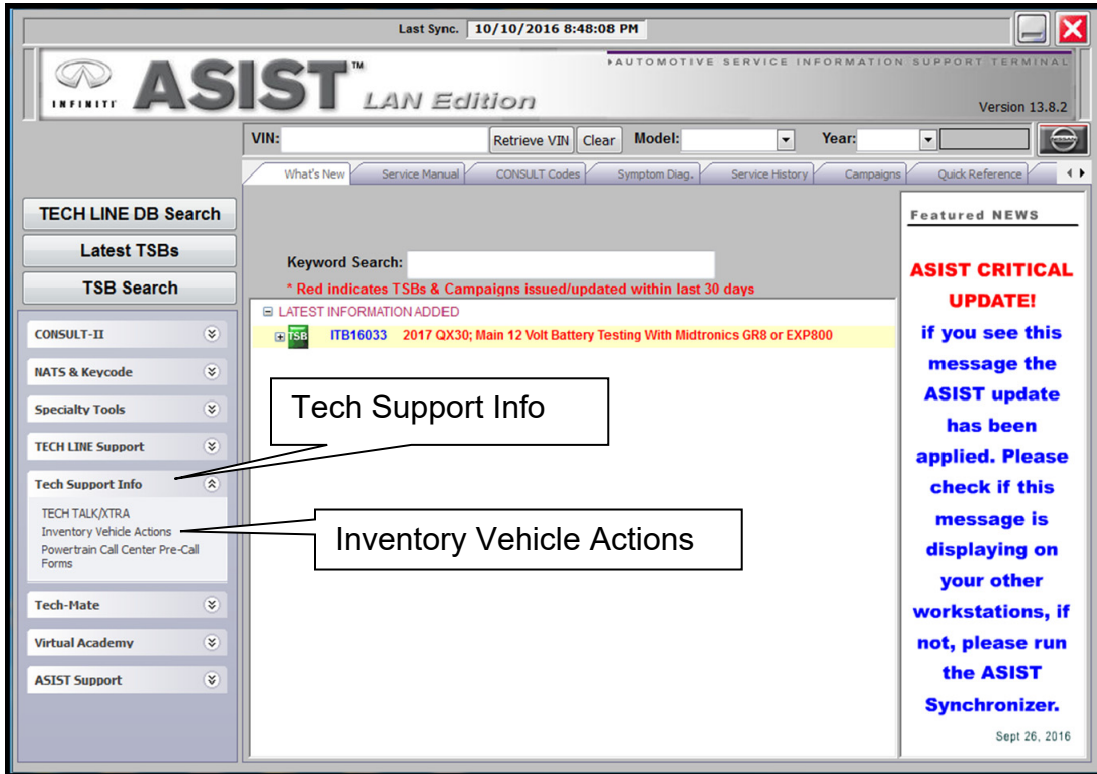 Last Sync. 10/10/2016 8:48:08 PM
INFINITI ASIST™ LAN Edition
AUTOMOTIVE SERVICE INFORMATION SUPPORT TERMINAL
Version 13.8.2
VIN: Retrieve VIN Clear Model: Year: NISSAN
What's New Service Manual CONSULT Codes Symptom Diag. Service History Campaigns Quick Reference
TECH LINE DB Search
Latest TSBs
TSB Search
CONSULT-II
NATS & Keycode
Specialty Tools
TECH LINE Support
Tech Support Info
TECH TALK/XTRA
Inventory Vehicle Actions
Powertrain Call Center Pre-Call
Forms
Tech-Mate
Virtual Academy
ASIST Support
Keyword Search:
* Red indicates TSBs & Campaigns issued/updated within last 30 days
LATEST INFORMATION ADDED
TSB ITB16033 2017 QX30; Main 12 Volt Battery Testing With Midtronics GR8 or EXP800
Tech Support Info
Inventory Vehicle Actions
Featured NEWS
ASIST CRITICAL
UPDATE!
if you see this
message the
ASIST update
has been
applied. Please
check if this
message is
displaying on
your other
workstations, if
not, please run
the ASIST
Synchronizer.
Sept 26, 2016